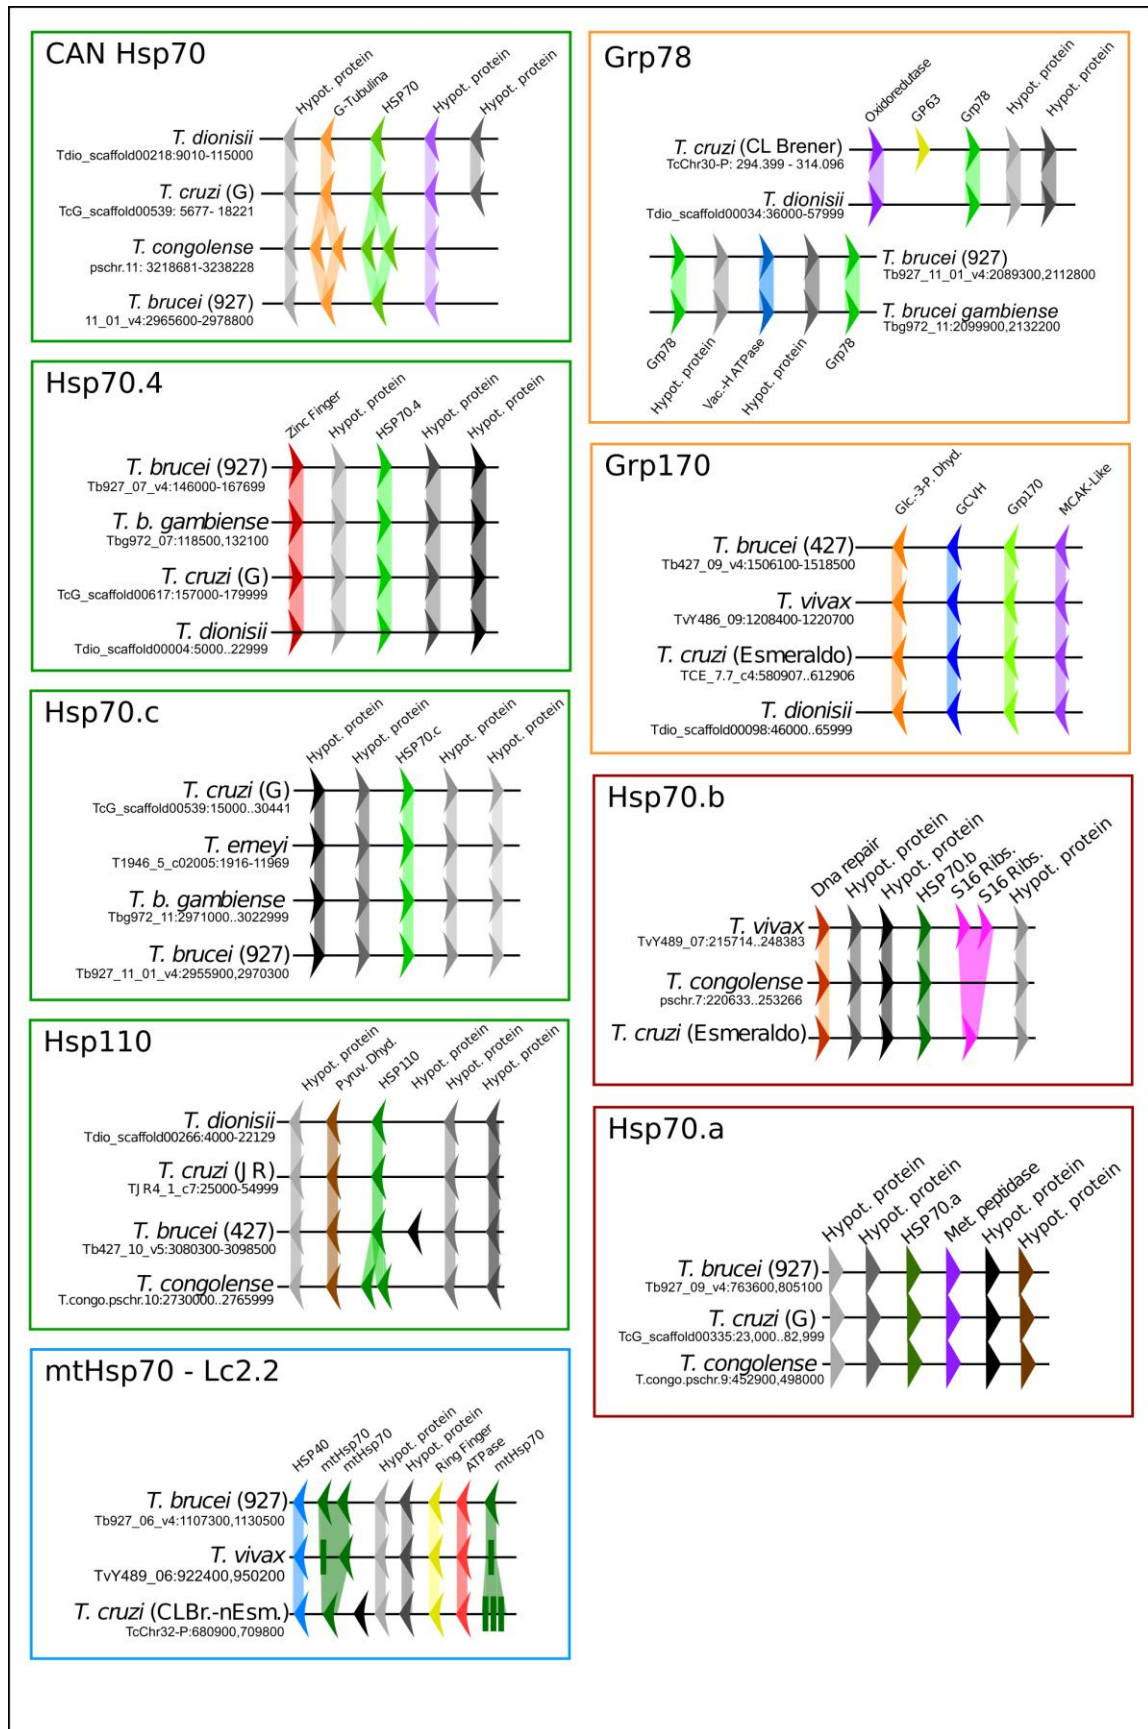 CAN Hsp70
Hypot. protein
G-Tubulina
HSP70
Hypot. protein
Hypot. protein
T. dionisii
Tdio_scaffold00218:9010-115000
T. cruzi (G)
TcG_scaffold00539: 5677- 18221
T. congolense
pschr.11: 3218681-3238228
T. brucei (927)
11_01_v4:2965600-2978800
Hsp70.4
Zinc Finger
Hypot. protein
HSP70.4
Hypot. protein
Hypot. protein
T. brucei (927)
Tb927_07_v4:146000-167699
T. b. gambiense
Tbg972_07:118500,132100
T. cruzi (G)
TcG_scaffold00617:157000-179999
T. dionisii
Tdio_scaffold00004:5000..22999
Hsp70.c
Hypot. protein
Hypot. protein
HSP70.c
Hypot. protein
Hypot. protein
T. cruzi (G)
TcG_scaffold00539:15000..30441
T. erneyi
T1946_5_c02005:1916-11969
T. b. gambiense
Tbg972_11:2971000..3022999
T. brucei (927)
Tb927_11_01_v4:2955900,2970300
Hsp110
Hypot. protein
Pyruv. Dhyd.
HSP110
Hypot. protein
Hypot. protein
Hypot. protein
T. dionisii
Tdio_scaffold00266:4000-22129
T. cruzi (JR)
TJR4_1_c7:25000-54999
T. brucei (427)
Tb427_10_v5:3080300-3098500
T. congolense
T.congo.pschr.10:2730000..2765999
mtHsp70 - Lc2.2
HSP40
mtHsp70
mtHsp70
Hypot. protein
Hypot. protein
Ring Finger
ATPase
mtHsp70
T. brucei (927)
Tb927_06_v4:1107300,1130500
T. vivax
TvY489_06:922400,950200
T. cruzi (CLBr.-nEsm.)
TcChr32-P:680900,709800
Grp78
Oxidoredutase
GP63
Grp78
Hypot. protein
Hypot. protein
T. cruzi (CL Brener)
TcChr30-P: 294.399 - 314.096
T. dionisii
Tdio_scaffold00034:36000-57999
T. brucei (927)
Tb927_11_01_v4:2089300,2112800
T. brucei gambiense
Tbg972_11:2099900,2132200
Grp78
Hypot. protein
Vac.-H ATPase
Hypot. protein
Grp78
Grp170
Glc.-3-P. Dhyd.
GCVH
Grp170
MCAK-Like
T. brucei (427)
Tb427_09_v4:1506100-1518500
T. vivax
TvY486_09:1208400-1220700
T. cruzi (Esmeraldo)
TCE_7.7_c4:580907..612906
T. dionisii
Tdio_scaffold00098:46000..65999
Hsp70.b
Dna repair
Hypot. protein
Hypot. protein
HSP70.b
S16 Ribs.
S16 Ribs.
Hypot. protein
T. vivax
TvY489_07:215714..248383
T. congolense
pschr.7:220633..253266
T. cruzi (Esmeraldo)
Hsp70.a
Hypot. protein
Hypot. protein
HSP70.a
Met. peptidase
Hypot. protein
Hypot. protein
T. brucei (927)
Tb927_09_v4:763600,805100
T. cruzi (G)
TcG_scaffold00335:23,000..82,999
T. congolense
T.congo.pschr.9:452900,498000